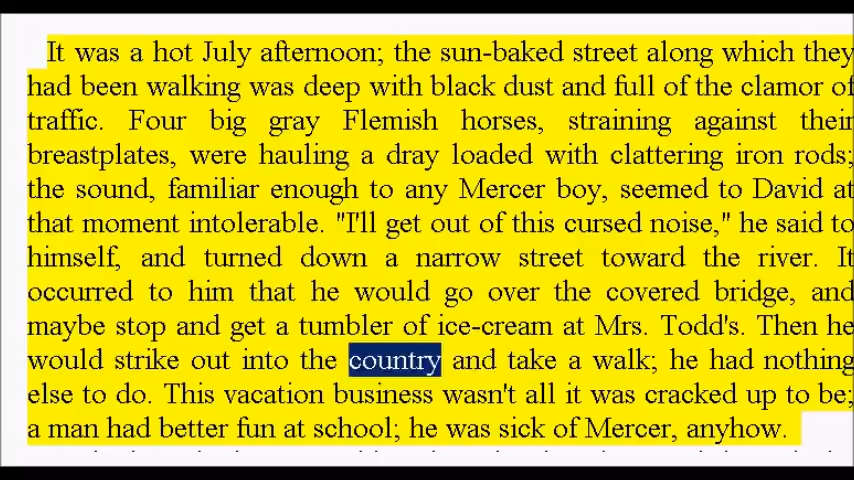 It was a hot July afternoon; the sun-baked street along which they
had been walking was deep with black dust and full of the clamor of
traffic. Four big gray Flemish horses, straining against their
breastplates, were hauling a dray loaded with clattering iron rods;
the sound, familiar enough to any Mercer boy, seemed to David at
that moment intolerable. "I'll get out of this cursed noise," he said to
himself, and turned down a narrow street toward the river. It
occurred to him that he would go over the covered bridge, and
maybe stop and get a tumbler of ice-cream at Mrs. Todd's. Then he
would strike out into the country and take a walk; he had nothing
else to do. This vacation business wasn't all it was cracked up to be;
a man had better fun at school; he was sick of Mercer, anyhow.